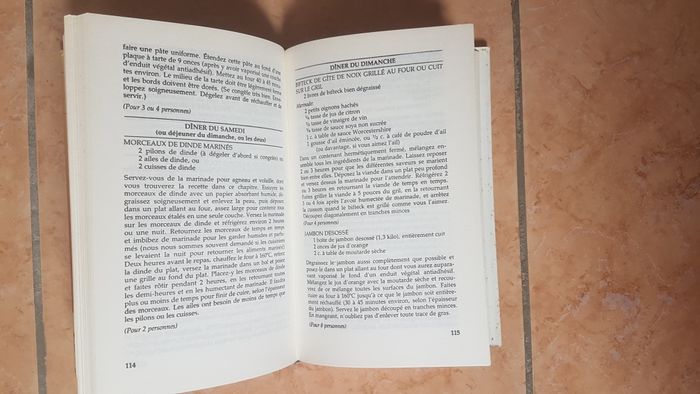 faire une pâte uniforme. Étendez cette pâte au fond d'une
plaque à tarte de 9 onces (après y avoir vaporisé une couche
d'enduit végétal antiadhésif). Mettez au four 40 à 45 minu-
tes environ. Le milieu de la tarte doit être légèrement ferme
et les bords doivent être dorés. (Se congèle très bien. Enve-
loppez soigneusement. Dégelez avant de réchauffer et de
servir.)
(Pour 3 ou 4 personnes)
DÎNER DU SAMEDI
(ou déjeuner du dimanche, ou les deux)
MORCEAUX DE DINDE MARINÉS
2 pilons de dinde (à dégeler d'abord si congelés) ou
2 ailes de dinde, ou
2 cuisses de dinde
Servez-vous de la marinade pour agneau et volaille, dont
vous trouverez la recette dans ce chapitre. Essuyez les
morceaux de dinde avec un papier absorbant humide, dé-
graissez soigneusement et enlevez la peau, puis déposez
dans un plat allant au four, assez large pour contenir tous
les morceaux étalés en une seule couche. Versez la marinade
sur les morceaux de dinde et réfrigérez environ 2 heures
ou une nuit. Retournez les morceaux de temps en temps
et imbibez de marinade pour les garder humides et parfu-
més (nous nous sommes souvent demandé si les cuisiniers
se levaient la nuit pour retourner les aliments marinés)
Deux heures avant le repas, chauffez le four à 160°C, retirez
la dinde du plat, versez la marinade dans un bol et posez
une grille au fond du plat. Placez-y les morceaux de dinde
et faites rôtir pendant 2 heures, en les retournant toutes
les demi-heures et en les humectant de marinade. Il faudra
plus ou moins de temps pour finir de cuire, selon l'épaisseur
des morceaux. Les ailes ont besoin de moins de temps que
les pilons ou les cuisses.
(Pour 2 personnes)
114
DÎNER DU DIMANCHE
BIFTECK DE GÎTE DE NOIX GRILLÉ AU FOUR OU CUIT
SUR LE GRIL
2 livres de bifteck bien dégraissé
Marinade:
2 petits oignons hachés
tasse de jus de citron
tasse de vinaigre de vin
tasse de sauce soya non sucrée
1 c. à table de sauce Worcestershire
1 gousse d'ail émincée, ou c. à café de poudre d'ail
(ou davantage, si vous aimez l'ail)
Dans un contenant hermétiquement fermé, mélangez en-
semble tous les ingrédients de la marinade. Laissez reposer
2 ou 3 heures pour que les différentes saveurs se marient
bien entre elles. Déposez la viande dans un plat peu profond
et versez dessus la marinade pour l'attendrir. Réfrigérez 2
ou 3 heures en retournant la viande de temps en temps.
Faites griller la viande à 5 pouces du gril, en la retournant
3 ou 4 fois avant de l'humecter de marinade, et arrêtez
la cuisson quand le bifteck est grillé comme vous l'aimez.
Découpez diagonalement en tranches minces
(Pour 4 personnes)
JAMBON DÉSOSSÉ
1 boîte de jambon désossé (1,3 kilo), entièrement cuit
2 onces de jus d'orange
2 c. à table de moutarde sèche
Dégraissez le jambon aussi complètement que possible et
posez-le dans un plat allant au four que vous aurez aupara-
vant vaporisé l'un fond d'un enduit végétal antiadhésif.
Mélangez le jus d'orange avec la moutarde sèche et recou-
vrez de ce mélange toutes les surfaces du jambon. Faites
cuire au four à 160°C jusqu'à ce que le jambon soit entière-
ment réchauffé (30 à 45 minutes environ, selon l'épaisseur
du jambon). Servez le jambon découpé en tranches minces.
En mangeant, n'oubliez pas d'enlever toute trace de gras.
(Pour 8 personnes)
115